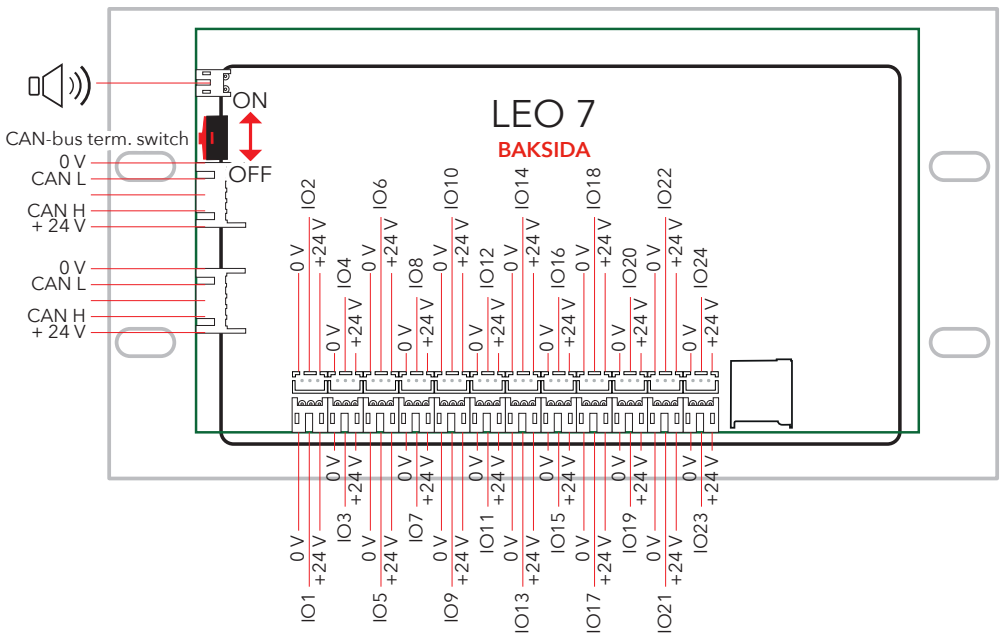 LEO 7
BAKSIDA
ON
OFF
CAN-bus term. switch
0 V
CAN L
CAN H
+ 24 V
0 V
CAN L
CAN H
+ 24 V
0 V
IO2
+24 V
0 V
IO4
+24 V
0 V
IO6
+24 V
0 V
IO8
+24 V
0 V
IO10
+24 V
0 V
IO12
+24 V
0 V
IO14
+24 V
0 V
IO16
+24 V
0 V
IO18
+24 V
0 V
IO20
+24 V
0 V
IO22
+24 V
0 V
IO24
+24 V
0 V
IO1
+24 V
0 V
IO3
+24 V
0 V
IO5
+24 V
0 V
IO7
+24 V
0 V
IO9
+24 V
0 V
IO11
+24 V
0 V
IO13
+24 V
0 V
IO15
+24 V
0 V
IO17
+24 V
0 V
IO19
+24 V
0 V
IO21
+24 V
0 V
IO23
+24 V